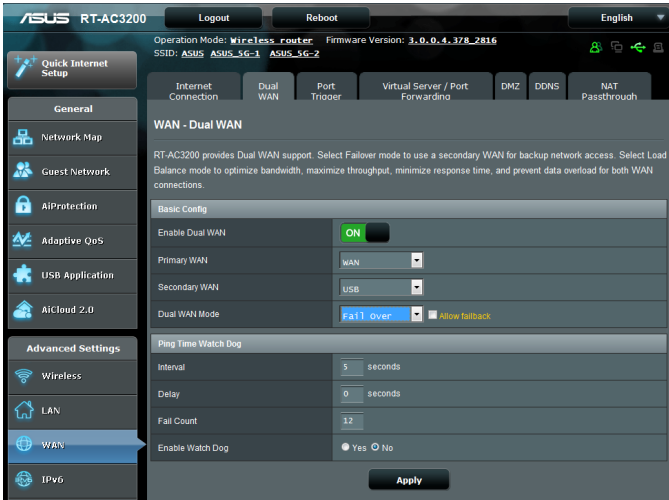 ASUS RT-AC3200 Logout Reboot English
Operation Mode: Wireless router Firmware Version: 3.0.0.4.378_2816
SSID: ASUS ASUS_5G-1 ASUS_5G-2
Quick Internet
Setup
General
Network Map
Guest Network
AiProtection
Adaptive QoS
USB Application
AiCloud 2.0
Advanced Settings
Wireless
LAN
WAN
IPv6
Internet
Connection
Dual
WAN
Port
Trigger
Virtual Server / Port
Forwarding
DMZ
DDNS
NAT
Passthrough
WAN - Dual WAN
RT-AC3200 provides Dual WAN support. Select Failover mode to use a secondary WAN for backup network access. Select Load
Balance mode to optimize bandwidth, maximize throughput, minimize response time, and prevent data overload for both WAN
connections.
Basic Config
Enable Dual WAN ON
Primary WAN WAN
Secondary WAN USB
Dual WAN Mode Fail Over Allow failback
Ping Time Watch Dog
Interval 5 seconds
Delay 0 seconds
Fail Count 12
Enable Watch Dog Yes No
Apply